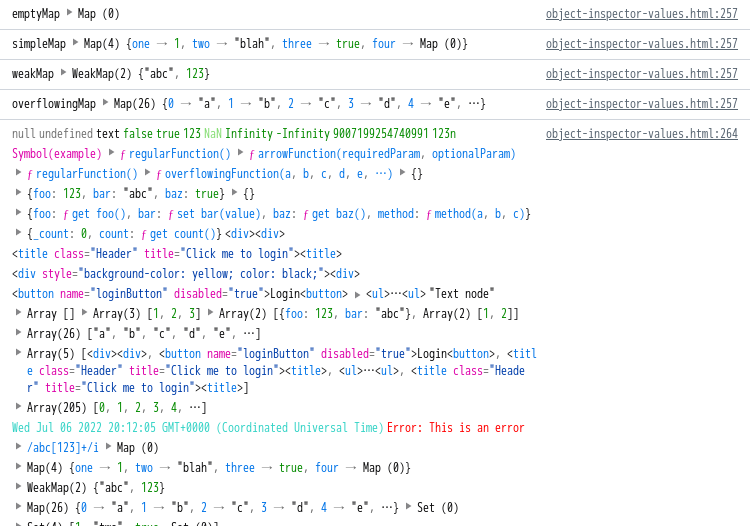 emptyMap ▶ Map (0) object-inspector-values.html:257
simpleMap ▶ Map(4) {one → 1, two → "blah", three → true, four → Map (0)} object-inspector-values.html:257
weakMap ▶ WeakMap(2) {"abc", 123} object-inspector-values.html:257
overflowingMap ▶ Map(26) {0 → "a", 1 → "b", 2 → "c", 3 → "d", 4 → "e", …} object-inspector-values.html:257
null undefined text false true 123 NaN Infinity -Infinity 9007199254740991 123n object-inspector-values.html:264
Symbol(example) ▶ ƒ regularFunction() ▶ ƒ arrowFunction(requiredParam, optionalParam)
▶ ƒ regularFunction() ▶ ƒ overflowingFunction(a, b, c, d, e, …) ▶ {}
▶ {foo: 123, bar: "abc", baz: true} ▶ {}
▶ {foo: ƒ get foo(), bar: ƒ set bar(value), baz: ƒ get baz(), method: ƒ method(a, b, c)}
▶ {_count: 0, count: ƒ get count()} <div><div>
<title class="Header" title="Click me to login"><title>
<div style="background-color: yellow; color: black;"><div>
<button name="loginButton" disabled="true">Login<button> ▶ <ul>…<ul> "Text node"
▶ Array [] ▶ Array(3) [1, 2, 3] ▶ Array(2) [{foo: 123, bar: "abc"}, Array(2) [1, 2]]
▶ Array(26) ["a", "b", "c", "d", "e", …]
▶ Array(5) [<div><div>, <button name="loginButton" disabled="true">Login<button>, <titl
e class="Header" title="Click me to login"><title>, <ul>…<ul>, <title class="Heade
r" title="Click me to login"><title>]
▶ Array(205) [0, 1, 2, 3, 4, …]
Wed Jul 06 2022 20:12:05 GMT+0000 (Coordinated Universal Time) Error: This is an error
▶ /abc[123]+/i ▶ Map (0)
▶ Map(4) {one → 1, two → "blah", three → true, four → Map (0)}
▶ WeakMap(2) {"abc", 123}
▶ Map(26) {0 → "a", 1 → "b", 2 → "c", 3 → "d", 4 → "e", …} ▶ Set (0)
▶ Set(4) [1, "two", true, Set (0)]